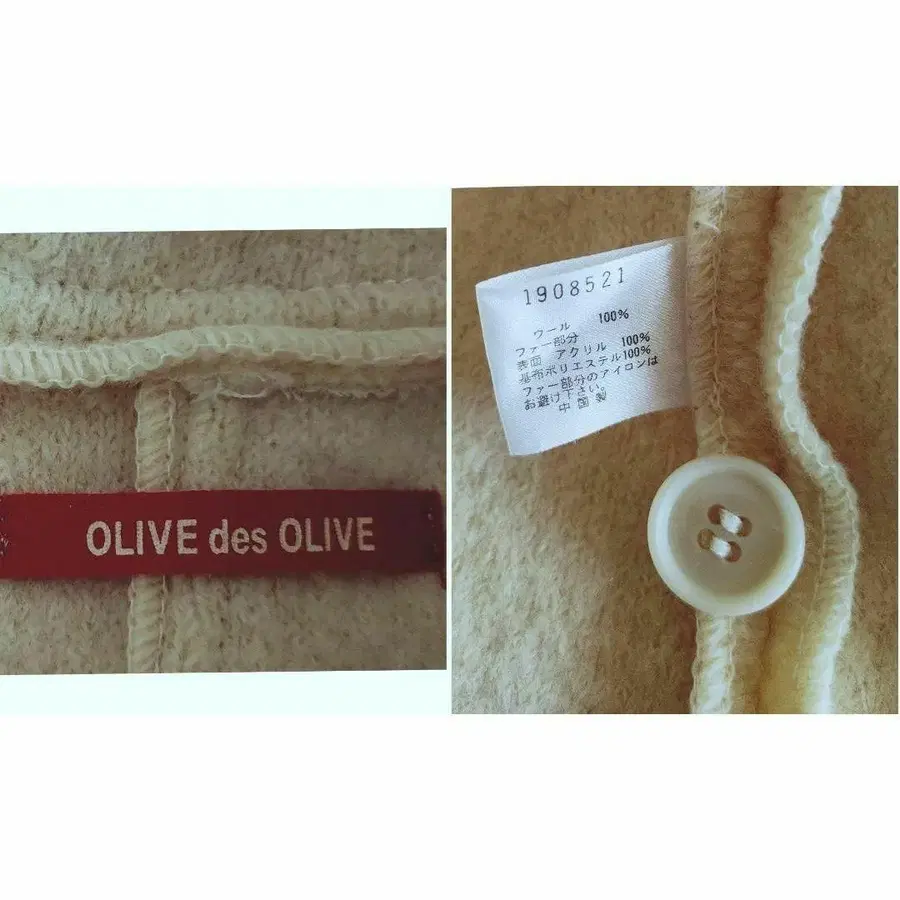 OLIVE des OLIVE
1908521
ウール 100%
ファー部分
表面 アクリル 100%
基布ポリエステル100%
ファー部分のアイロンは
お避け下さい。
中国製